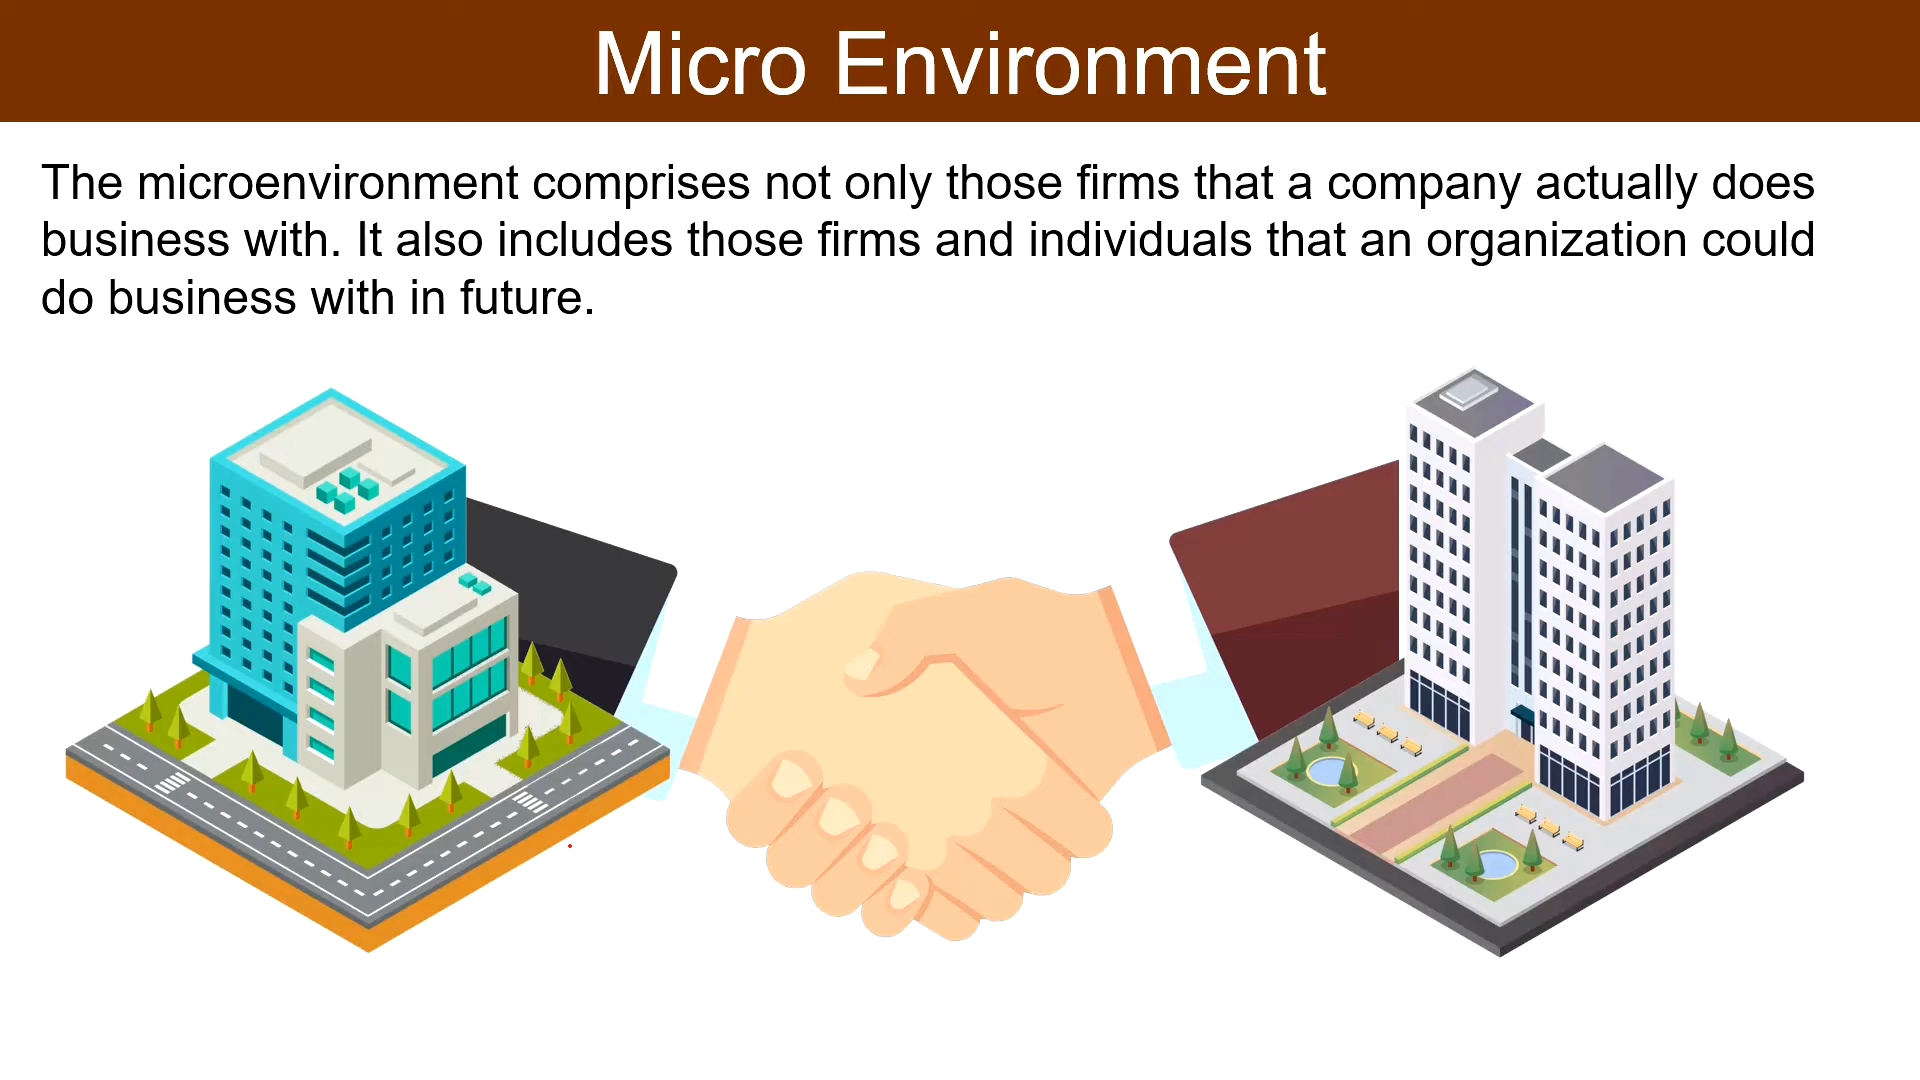 Micro Environment
The microenvironment comprises not only those firms that a company actually does
business with. It also includes those firms and individuals that an organization could
do business with in future.